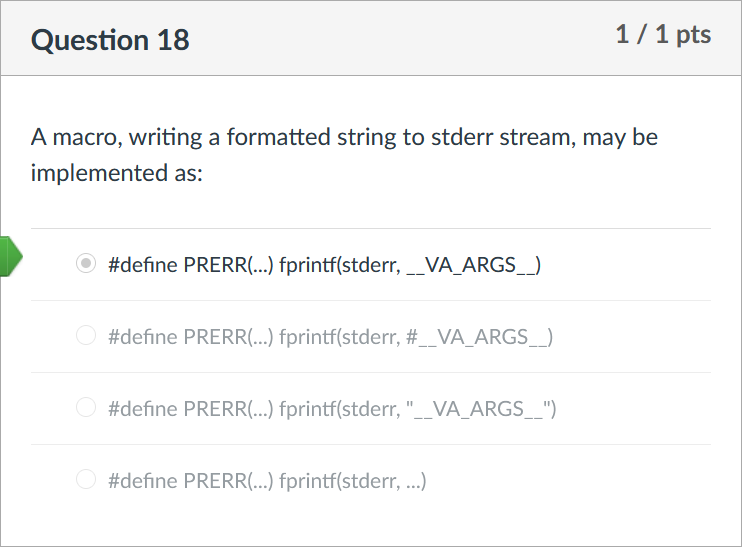 Question 18
1 / 1 pts
A macro, writing a formatted string to stderr stream, may be
implemented as:
#define PRERR(...) fprintf(stderr, __VA_ARGS__)
#define PRERR(...) fprintf(stderr, #__VA_ARGS__)
#define PRERR(...) fprintf(stderr, "__VA_ARGS__")
#define PRERR(...) fprintf(stderr, ...)